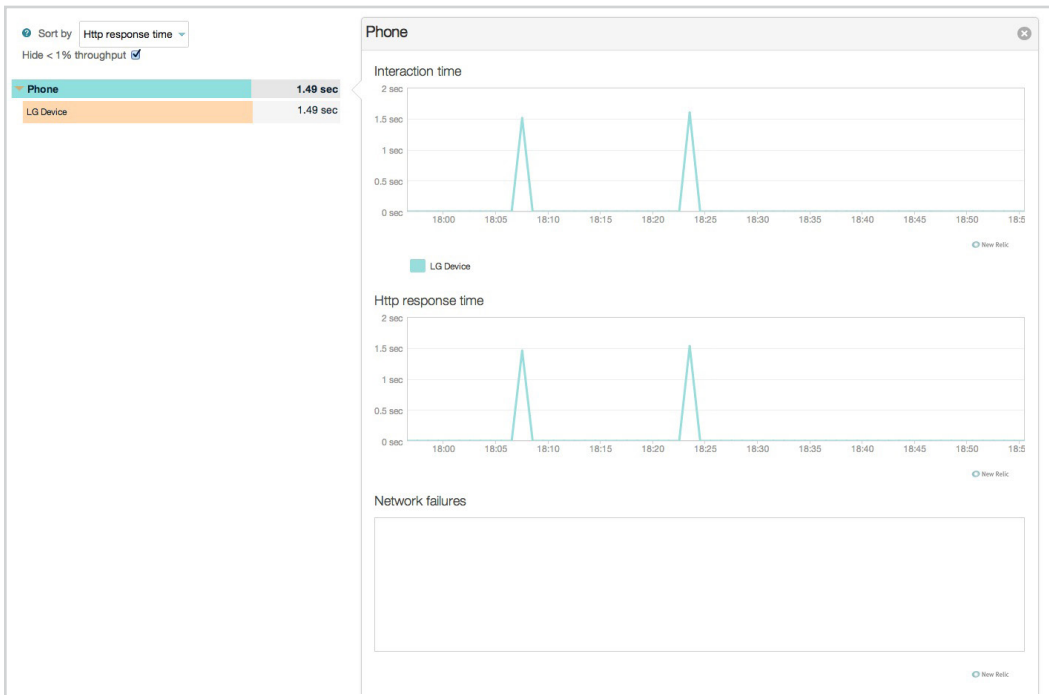 Sort by Http response time
Hide < 1% throughput
Phone 1.49 sec
LG Device 1.49 sec
Phone
Interaction time
2 sec
1.5 sec
1 sec
0.5 sec
0 sec
18:00 18:05 18:10 18:15 18:20 18:25 18:30 18:35 18:40 18:45 18:50 18:5
New Relic
LG Device
Http response time
2 sec
1.5 sec
1 sec
0.5 sec
0 sec
18:00 18:05 18:10 18:15 18:20 18:25 18:30 18:35 18:40 18:45 18:50 18:5
New Relic
Network failures
New Relic